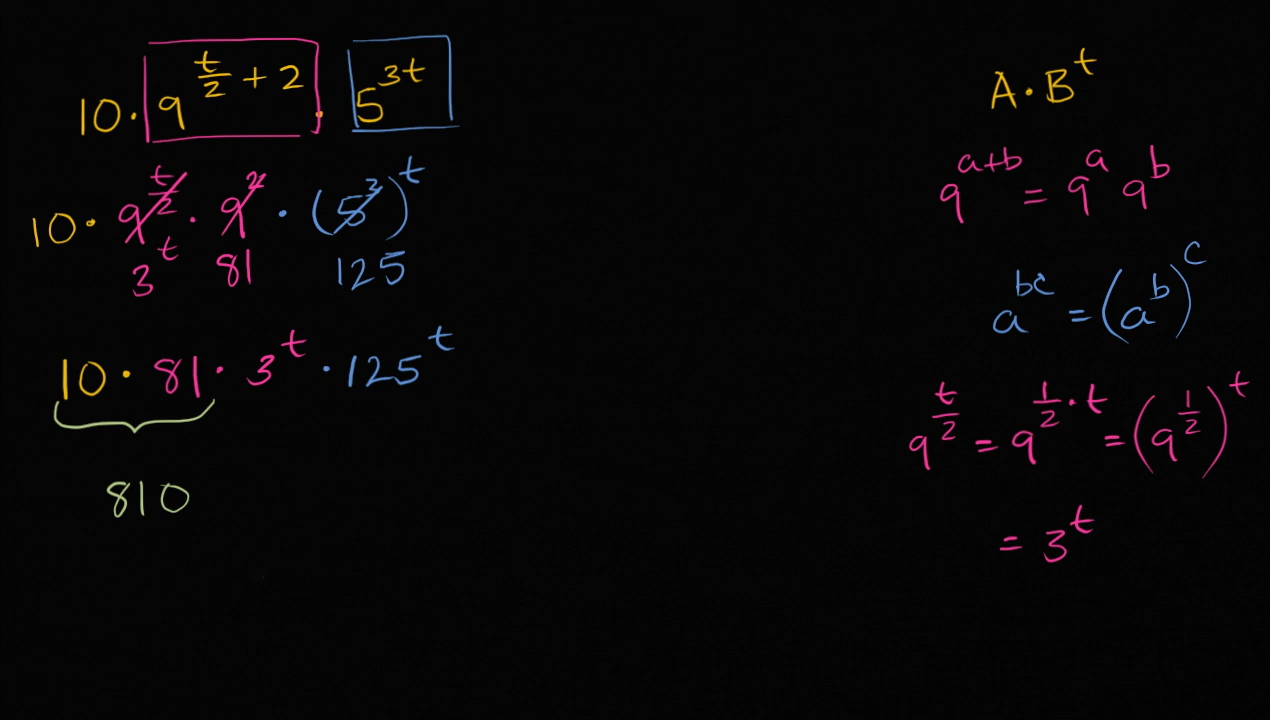 10 · 9^(t/2 + 2) · 5^(3t)
10 · 9^(t/2) · 9^2 · (5^3)^t
3^t 81 125
10 · 81 · 3^t · 125^t
810
A · B^t
9^(a+b) = 9^a 9^b
a^(bc) = (a^b)^c
9^(t/2) = 9^(1/2 · t) = (9^(1/2))^t
= 3^t